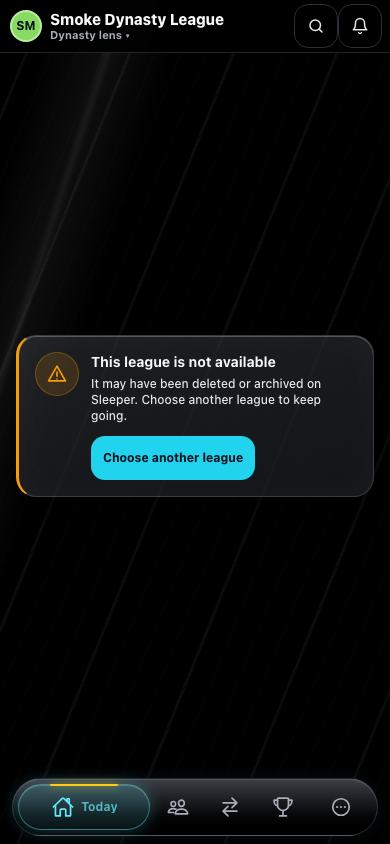 SM
Smoke Dynasty League
Dynasty lens ▾
This league is not available
It may have been deleted or archived on
Sleeper. Choose another league to keep
going.
Choose another league
Today